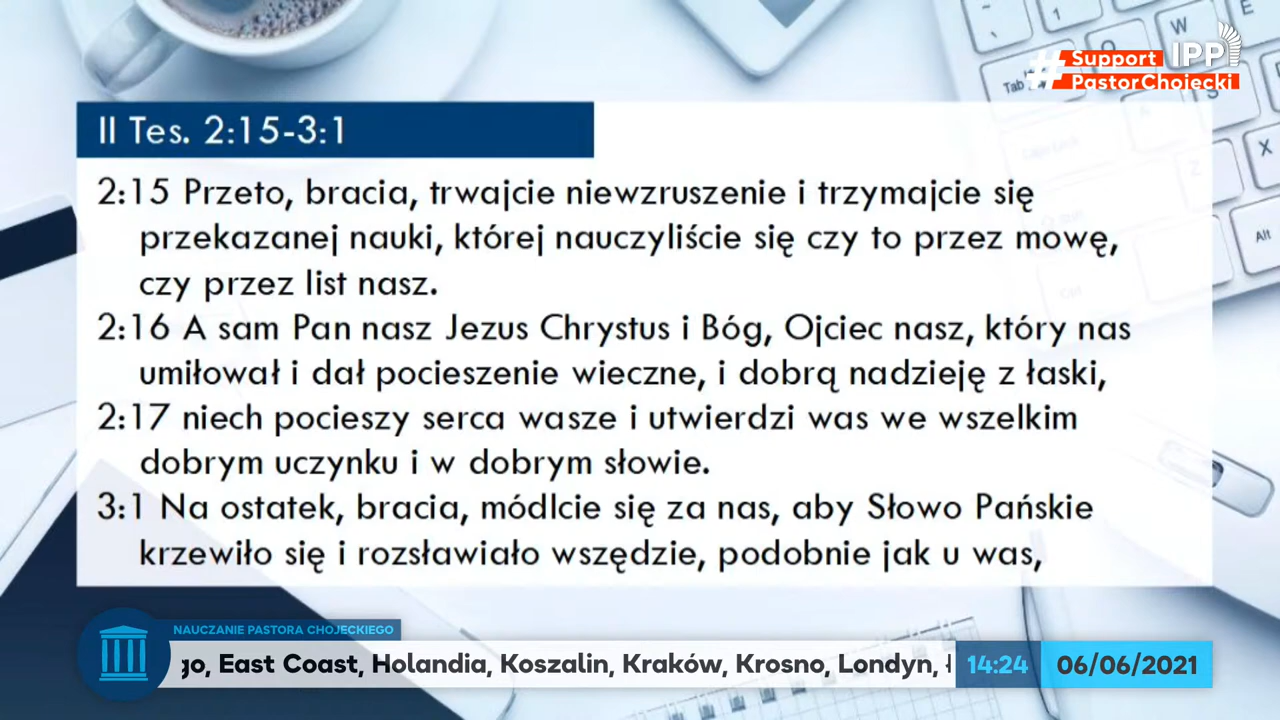 #Support
PastorChojecki
IPP
II Tes. 2:15-3:1
2:15 Przeto, bracia, trwajcie niewzruszenie i trzymajcie się
przekazanej nauki, której nauczyliście się czy to przez mowę,
czy przez list nasz.
2:16 A sam Pan nasz Jezus Chrystus i Bóg, Ojciec nasz, który nas
umiłował i dał pocieszenie wieczne, i dobrą nadzieję z łaski,
2:17 niech pocieszy serca wasze i utwierdzi was we wszelkim
dobrym uczynku i w dobrym słowie.
3:1 Na ostatek, bracia, módlcie się za nas, aby Słowo Pańskie
krzewiło się i rozsławiało wszędzie, podobnie jak u was,
NAUCZANIE PASTORA CHOJECKIEGO
go, East Coast, Holandia, Koszalin, Kraków, Krosno, Londyn,
14:24
06/06/2021